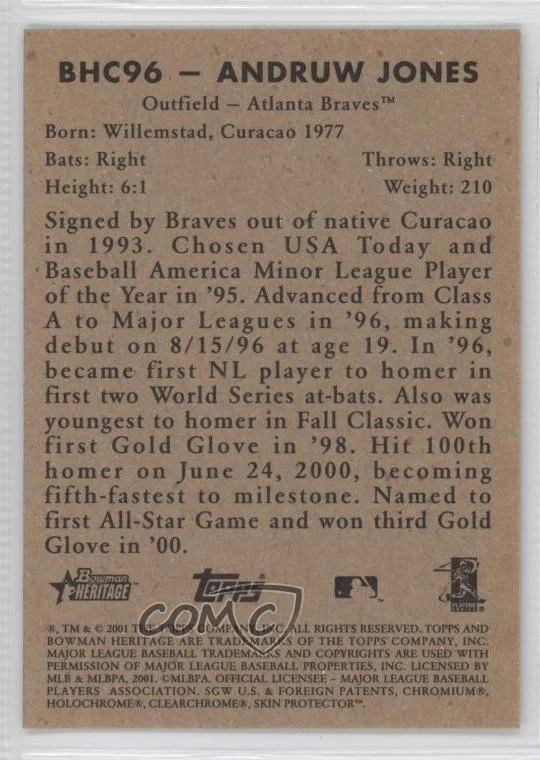 BHC96 – ANDRUW JONES
Outfield – Atlanta Braves™
Born: Willemstad, Curacao 1977
Bats: Right Throws: Right
Height: 6:1 Weight: 210
Signed by Braves out of native Curacao
in 1993. Chosen USA Today and
Baseball America Minor League Player
of the Year in ’95. Advanced from Class
A to Major Leagues in ’96, making
debut on 8/15/96 at age 19. In ’96,
became first NL player to homer in
first two World Series at-bats. Also was
youngest to homer in Fall Classic. Won
first Gold Glove in ’98. Hit 100th
homer on June 24, 2000, becoming
fifth-fastest to milestone. Named to
first All-Star Game and won third Gold
Glove in ’00.
Bowman
HERITAGE
Topps
PLAYERS
CHOICE
COMC
®, TM & © 2001 THE TOPPS COMPANY, INC. ALL RIGHTS RESERVED. TOPPS AND
BOWMAN HERITAGE ARE TRADEMARKS OF THE TOPPS COMPANY, INC.
MAJOR LEAGUE BASEBALL TRADEMARKS AND COPYRIGHTS ARE USED WITH
PERMISSION OF MAJOR LEAGUE BASEBALL PROPERTIES, INC. LICENSED BY
MLB & MLBPA, 2001. ©MLBPA. OFFICIAL LICENSEE – MAJOR LEAGUE BASEBALL
PLAYERS ASSOCIATION. SGW U.S. & FOREIGN PATENTS, CHROMIUM®,
HOLOCHROME®, CLEARCHROME®, SKIN PROTECTOR™.